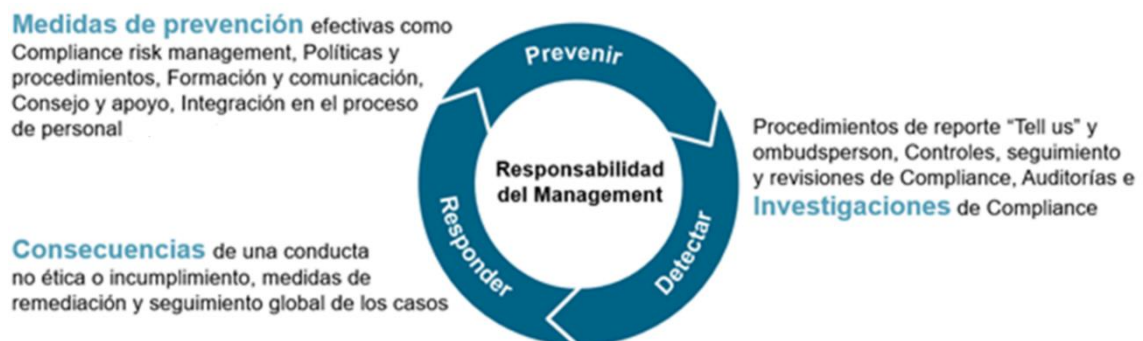 Medidas de prevención efectivas como
Compliance risk management, Políticas y
procedimientos, Formación y comunicación,
Consejo y apoyo, Integración en el proceso
de personal
Prevenir
Procedimientos de reporte “Tell us” y
ombudsperson, Controles, seguimiento
y revisiones de Compliance, Auditorías e
Investigaciones de Compliance
Detectar
Responsabilidad
del Management
Responder
Consecuencias de una conducta
no ética o incumplimiento, medidas de
remediación y seguimiento global de los casos